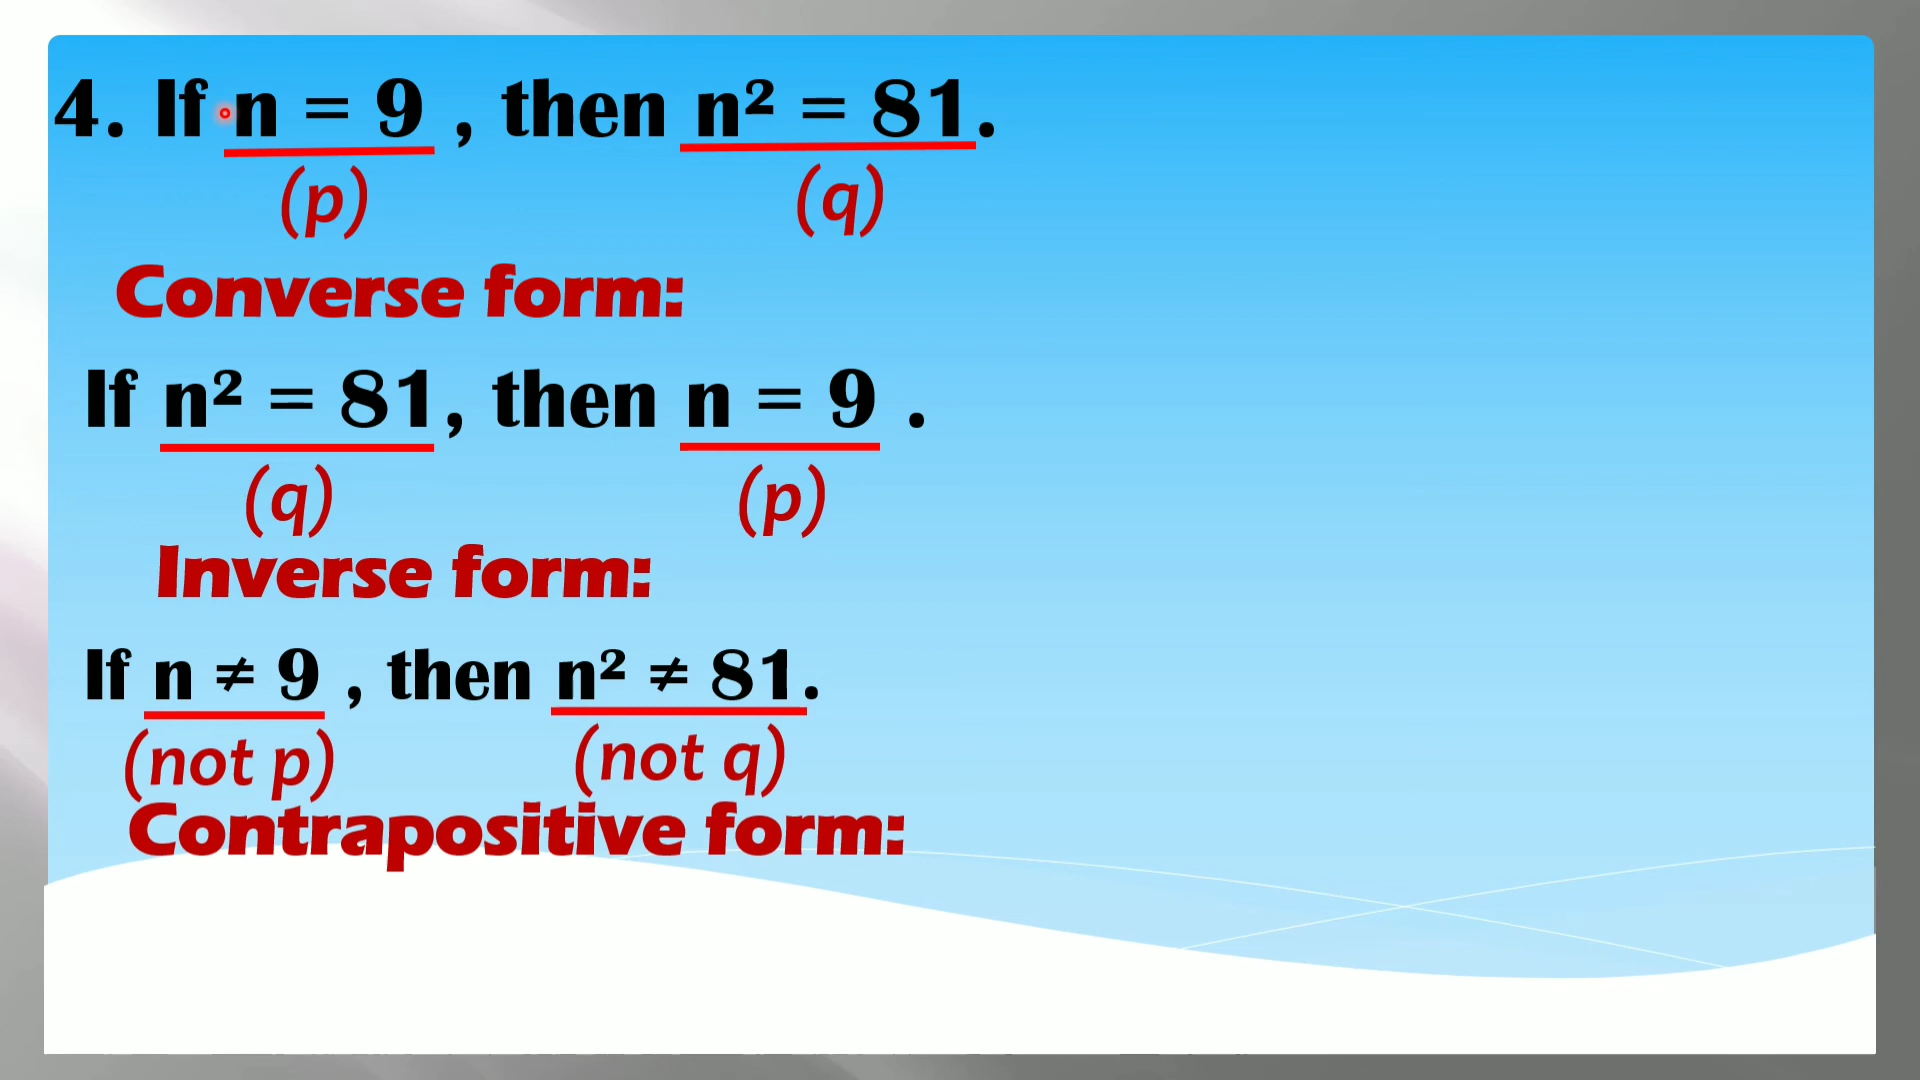 4. If n = 9 , then n² = 81.
(p) (q)
Converse form:
If n² = 81, then n = 9 .
(q) (p)
Inverse form:
If n ≠ 9 , then n² ≠ 81.
(not p) (not q)
Contrapositive form: